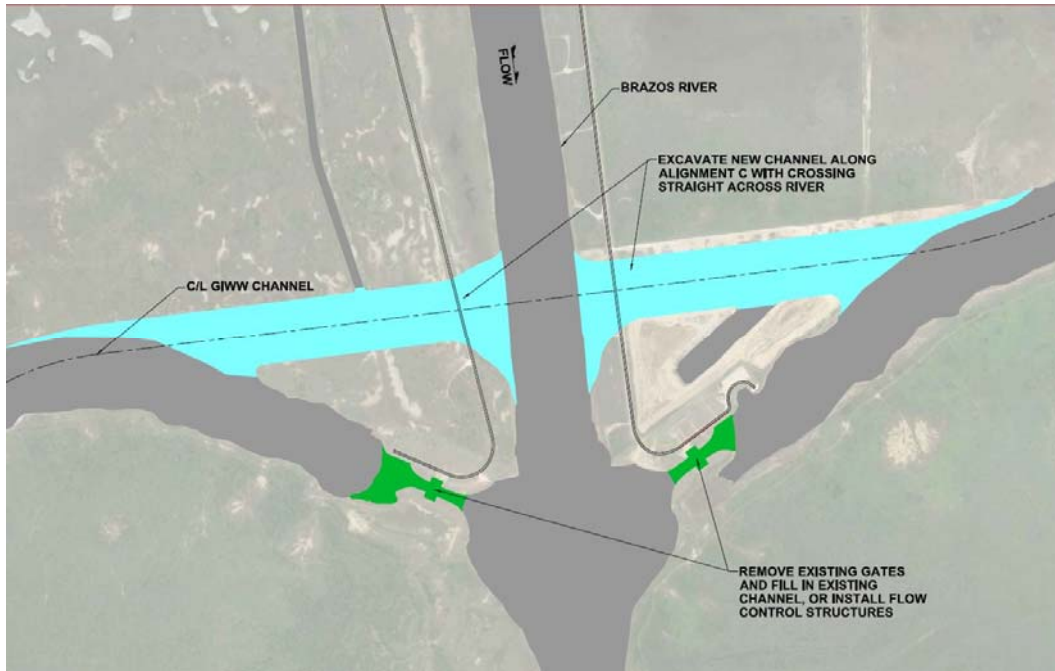 FLOW
BRAZOS RIVER
EXCAVATE NEW CHANNEL ALONG
ALIGNMENT C WITH CROSSING
STRAIGHT ACROSS RIVER
C/L GIWW CHANNEL
REMOVE EXISTING GATES
AND FILL IN EXISTING
CHANNEL, OR INSTALL FLOW
CONTROL STRUCTURES